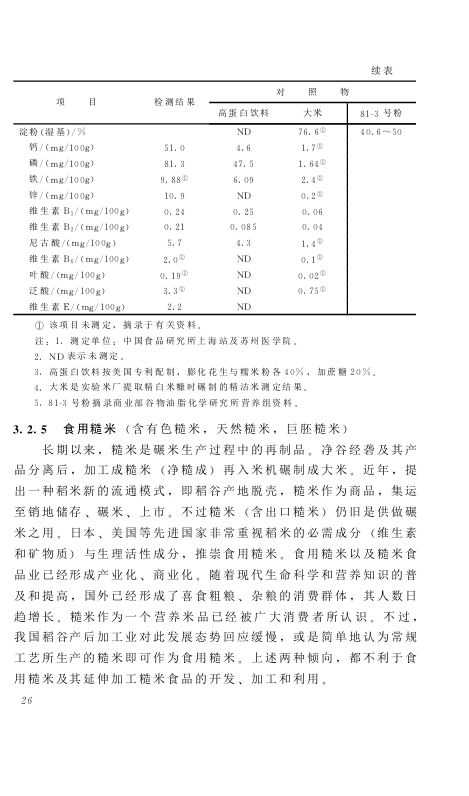 续表
项 目 检测结果 对 照 物
高蛋白饮料 大米 81-3 号粉
淀粉(湿基)/% ND 76.6① 40.6～50
钙/(mg/100g) 51.0 4.6 1.7①
磷/(mg/100g) 81.3 47.5 1.64①
铁/(mg/100g) 9.88① 6.09 2.4①
锌/(mg/100g) 10.9 ND 0.2①
维生素 B₁/(mg/100g) 0.24 0.25 0.06
维生素 B₂/(mg/100g) 0.21 0.085 0.04
尼古酸/(mg/100g) 5.7 4.3 1.4①
维生素 B₆/(mg/100g) 2.0① ND 0.1①
叶酸/(mg/100g) 0.19① ND 0.02①
泛酸/(mg/100g) 3.3① ND 0.75①
维生素 E/(mg/100g) 2.2 ND
① 该项目未测定，摘录于有关资料。
注：1. 测定单位：中国食品研究所上海站及苏州医学院。
2. ND 表示未测定。
3. 高蛋白饮料按美国专利配制，膨化花生与糯米粉各 40%，加蔗糖 20%。
4. 大米是实验米厂提取精白米糠时碾制的精洁米测定结果。
5. 81-3 号粉摘录商业部谷物油脂化学研究所营养组资料。
3.2.5 食用糙米（含有色糙米，天然糙米，巨胚糙米）
长期以来，糙米是碾米生产过程中的再制品。净谷经砻及其产
品分离后，加工成糙米（净糙成）再入米机碾制成大米。近年，提
出一种稻米新的流通模式，即稻谷产地脱壳，糙米作为商品，集运
至销地储存、碾米、上市。不过糙米（含出口糙米）仍旧是供做碾
米之用。日本、美国等先进国家非常重视稻米的必需成分（维生素
和矿物质）与生理活性成分，推崇食用糙米。食用糙米以及糙米食
品业已经形成产业化、商业化。随着现代生命科学和营养知识的普
及和提高，国外已经形成了喜食粗粮、杂粮的消费群体，其人数日
趋增长。糙米作为一个营养米品已经被广大消费者所认识。不过，
我国稻谷产后加工业对此发展态势回应缓慢，或是简单地认为常规
工艺所生产的糙米即可作为食用糙米。上述两种倾向，都不利于食
用糙米及其延伸加工糙米食品的开发、加工和利用。
26